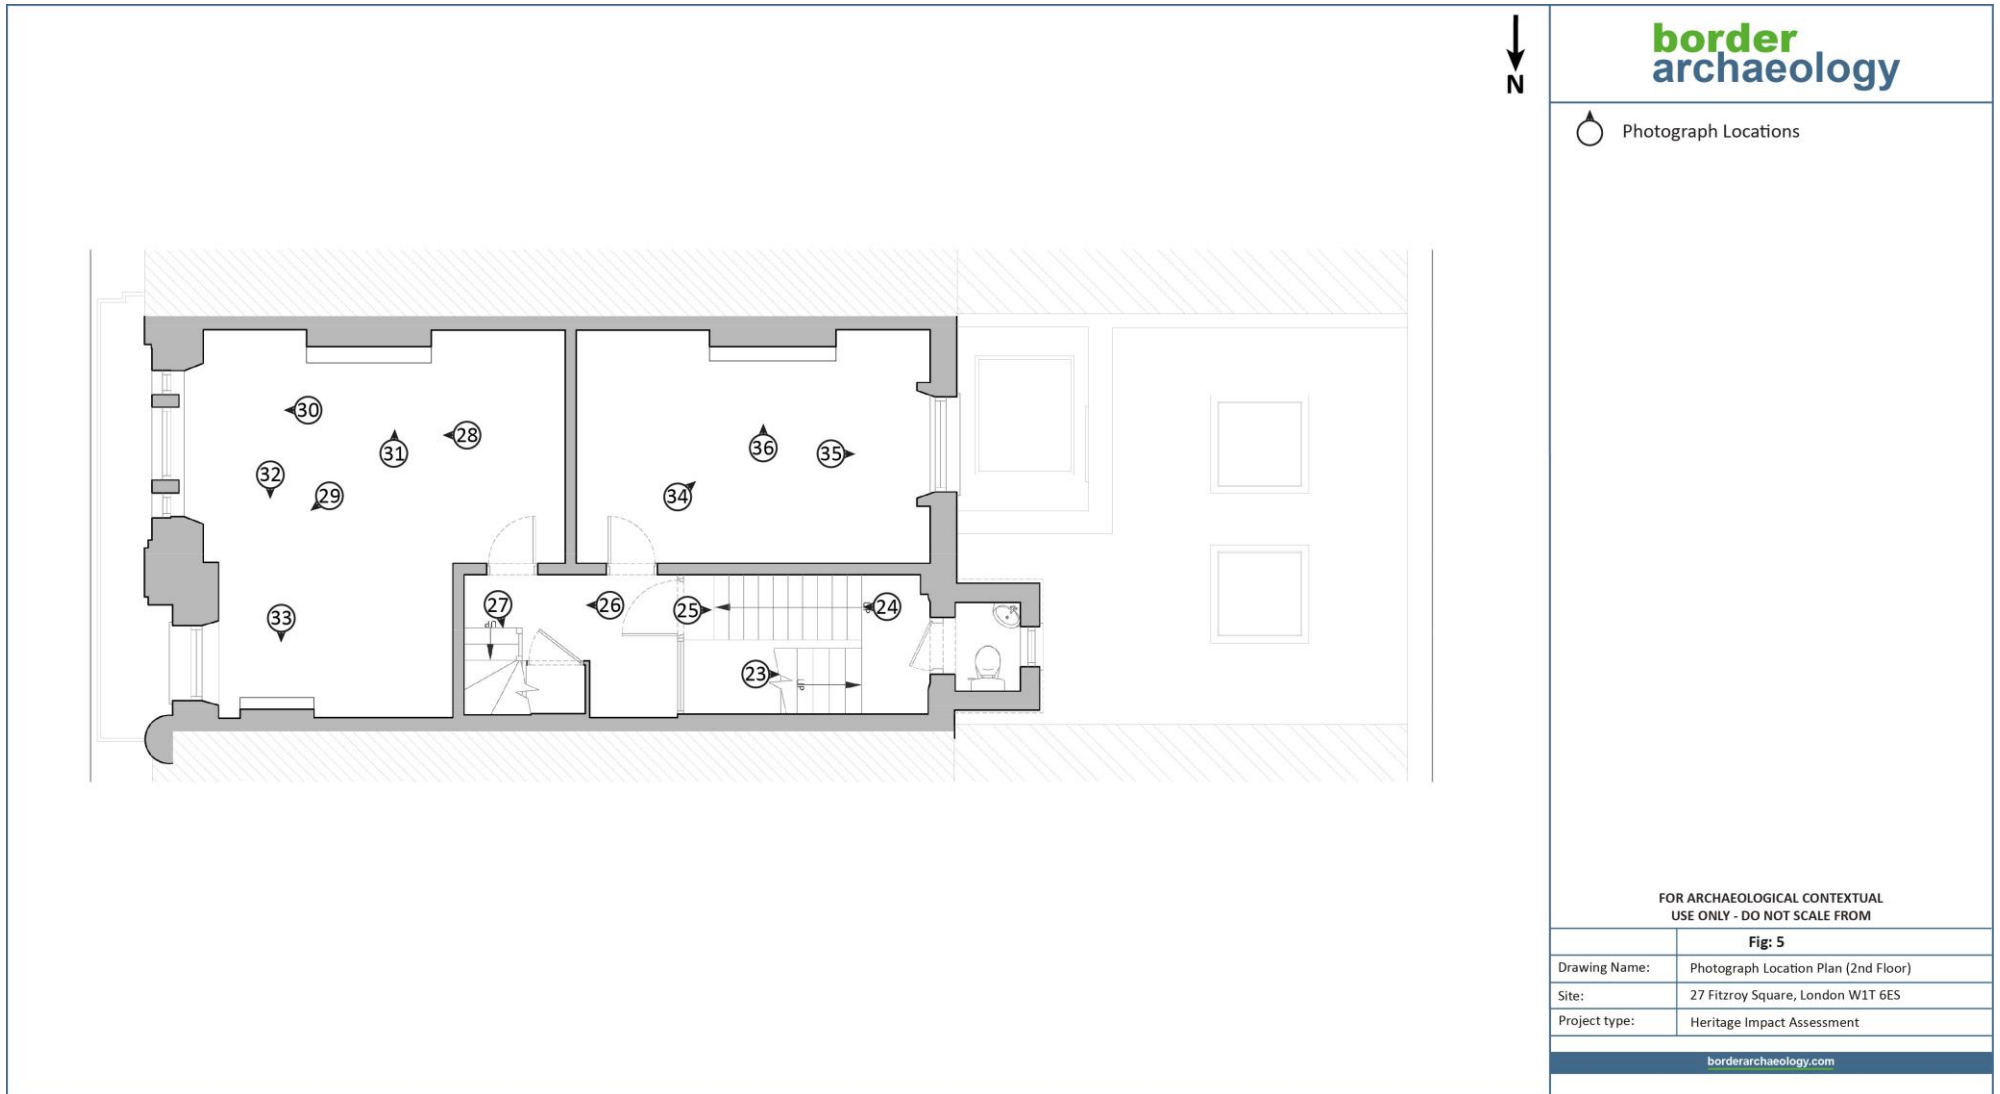 N
border
archaeology
Photograph Locations
30
31
28
32
29
33
36
35
34
27
26
25
24
23
UP
UP
UP
FOR ARCHAEOLOGICAL CONTEXTUAL
USE ONLY - DO NOT SCALE FROM
Fig: 5
Drawing Name: Photograph Location Plan (2nd Floor)
Site: 27 Fitzroy Square, London W1T 6ES
Project type: Heritage Impact Assessment
borderarchaeology.com